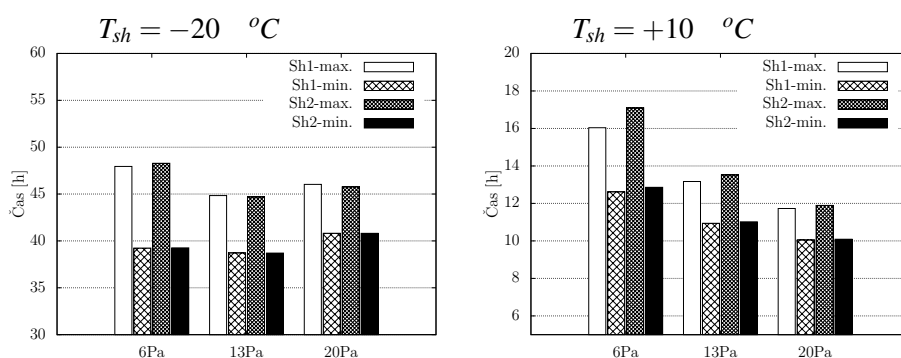 T_sh = −20 °C
60
55
50
45
40
35
30
Čas [h]
Sh1-max.
Sh1-min.
Sh2-max.
Sh2-min.
6Pa 13Pa 20Pa
T_sh = +10 °C
20
18
16
14
12
10
8
6
Čas [h]
Sh1-max.
Sh1-min.
Sh2-max.
Sh2-min.
6Pa 13Pa 20Pa